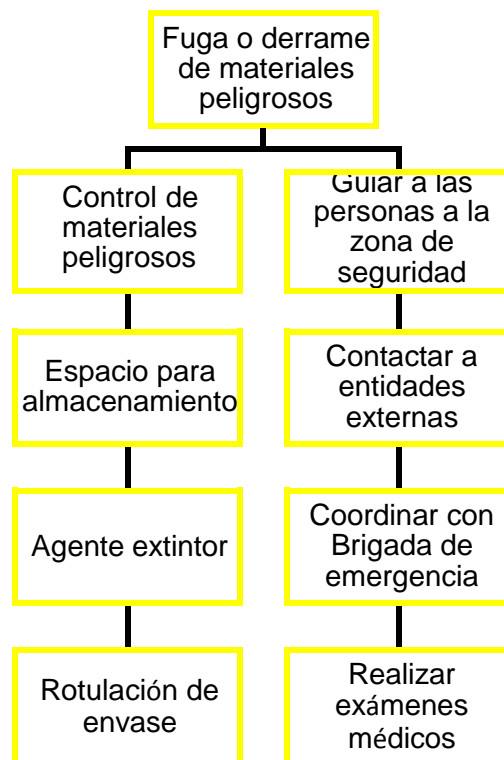 Fuga o derrame
de materiales
peligrosos
Control de
materiales
peligrosos
Guiar a las
personas a la
zona de
seguridad
Espacio para
almacenamiento
Contactar a
entidades
externas
Agente extintor
Coordinar con
Brigada de
emergencia
Rotulación de
envase
Realizar
exámenes
médicos